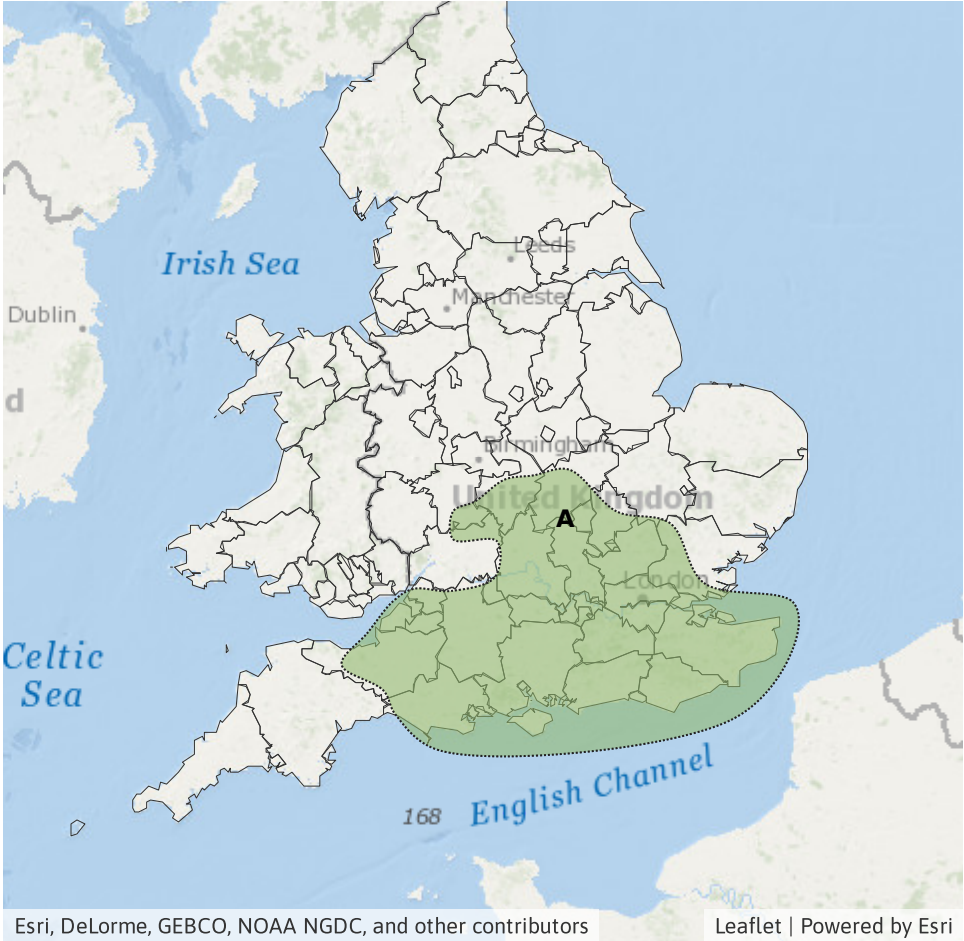 Leeds
Irish Sea
Manchester
Dublin
d
Birmingham
United Kingdom
A
London
Celtic
Sea
English Channel
168
Esri, DeLorme, GEBCO, NOAA NGDC, and other contributors
Leaflet | Powered by Esri